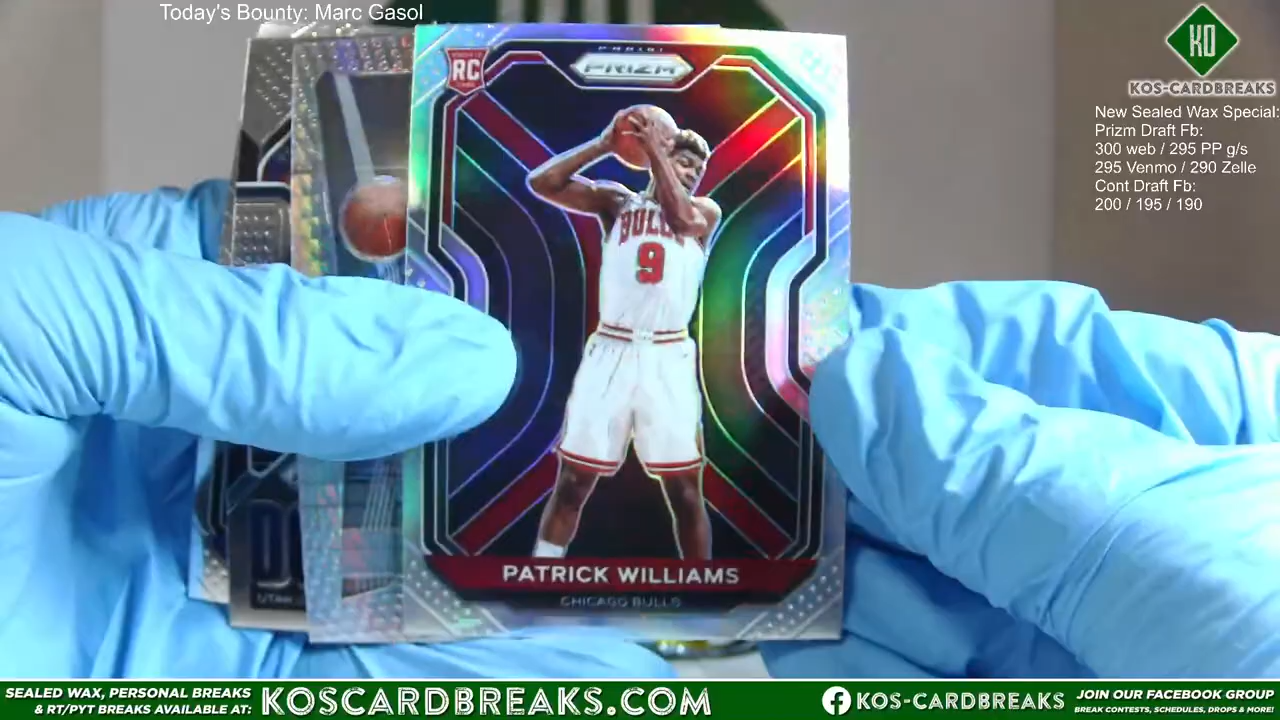 Today's Bounty: Marc Gasol
KO
KOS-CARDBREAKS
New Sealed Wax Special:
Prizm Draft Fb:
300 web / 295 PP g/s
295 Venmo / 290 Zelle
Cont Draft Fb:
200 / 195 / 190
RC
PANINI
PRIZM
BULLS
9
PATRICK WILLIAMS
CHICAGO BULLS
UTAH
SEALED WAX, PERSONAL BREAKS
& RT/PYT BREAKS AVAILABLE AT:
KOSCARDBREAKS.COM
KOS-CARDBREAKS
JOIN OUR FACEBOOK GROUP
BREAK CONTESTS, SCHEDULES, DROPS & MORE!